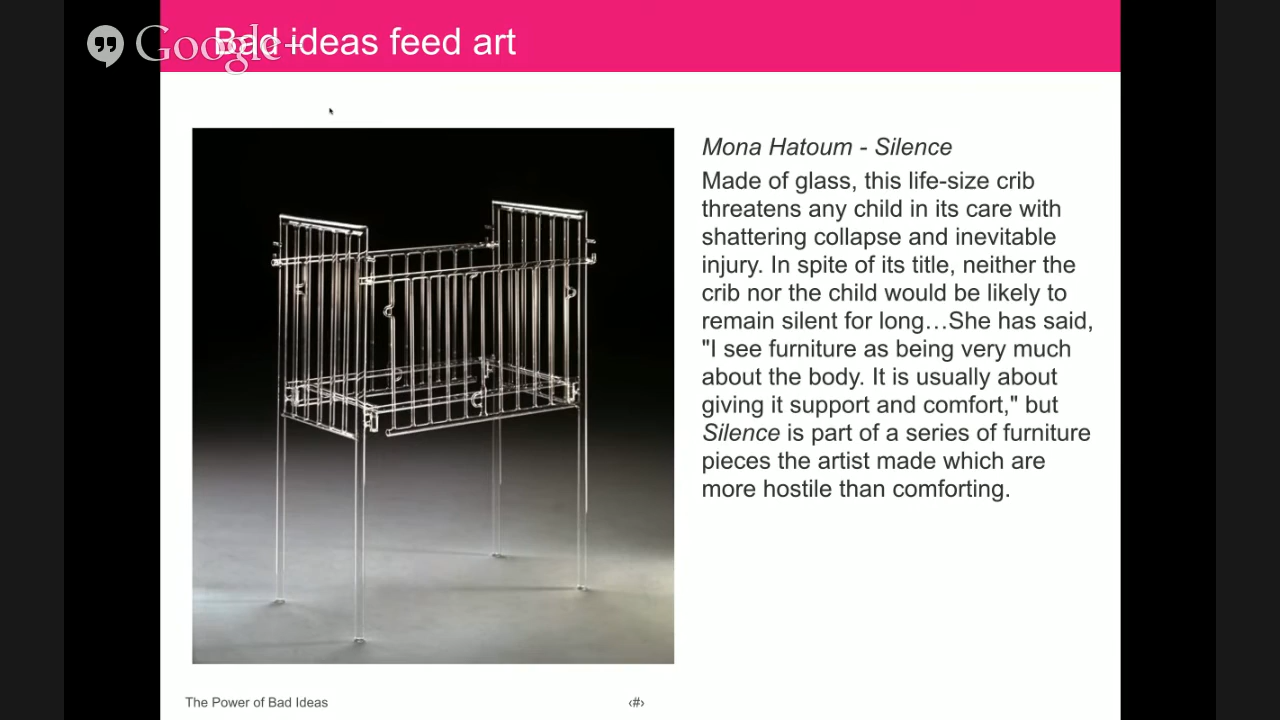 Google+
Bad ideas feed art
Mona Hatoum - Silence
Made of glass, this life-size crib
threatens any child in its care with
shattering collapse and inevitable
injury. In spite of its title, neither the
crib nor the child would be likely to
remain silent for long…She has said,
"I see furniture as being very much
about the body. It is usually about
giving it support and comfort," but
Silence is part of a series of furniture
pieces the artist made which are
more hostile than comforting.
The Power of Bad Ideas
‹#›